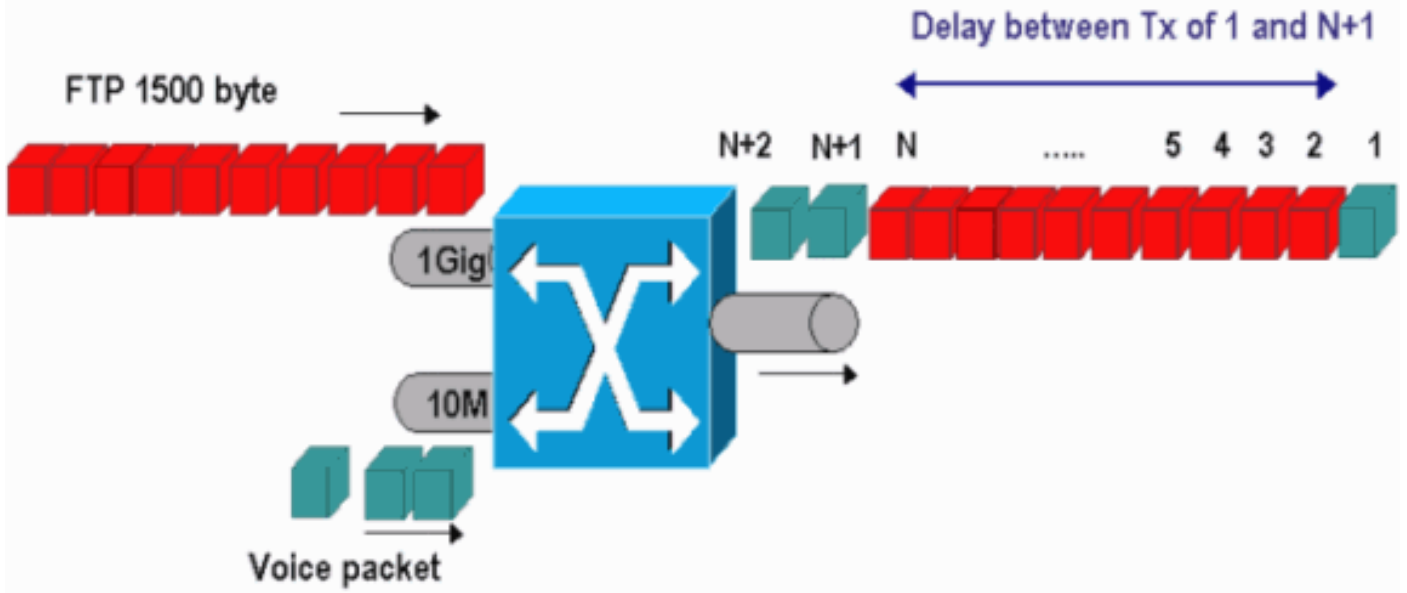 Delay between Tx of 1 and N+1
FTP 1500 byte
N+2 N+1 N ..... 5 4 3 2 1
1Gig
10M
Voice packet